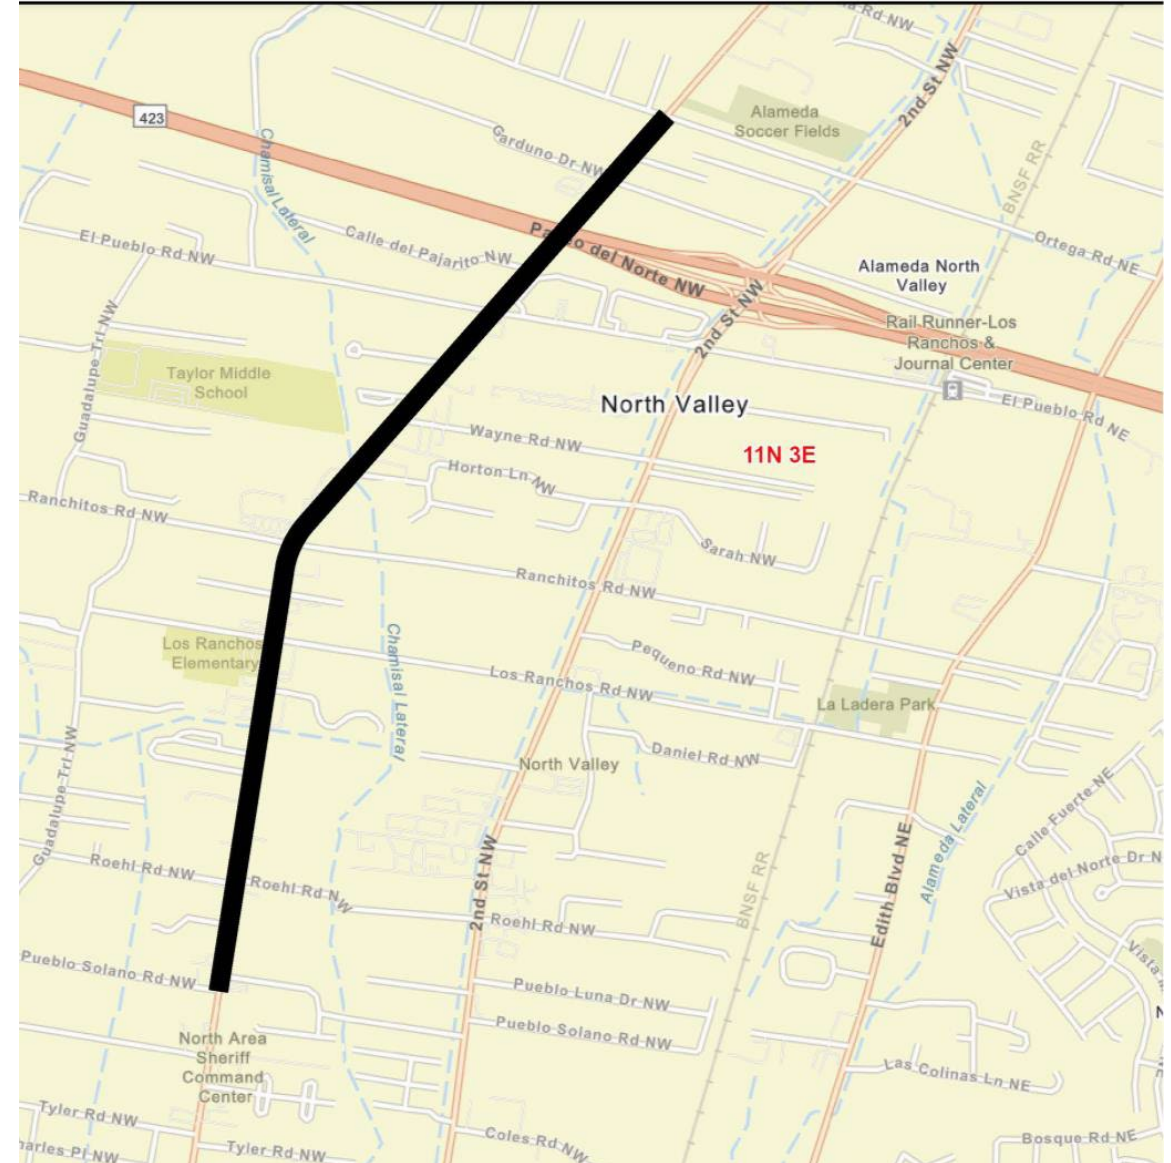 Rd NW
2nd St NW
423
Alameda
Soccer Fields
Garduno Dr NW
Chamisal Lateral
BNSF RR
El Pueblo Rd NW
Calle del Pajarito NW
Paseo del Norte NW
Ortega Rd NE
Alameda North
Valley
2nd St NW
Rail Runner-Los
Ranchos &
Journal Center
Guadalupe Trl NW
Taylor Middle
School
North Valley
El Pueblo Rd NE
Wayne Rd NW
11N 3E
Horton Ln NW
Ranchitos Rd NW
Sarah NW
Ranchitos Rd NW
Los Ranchos
Elementary
Chamisal Lateral
Pequeno Rd NW
Los Ranchos Rd NW
La Ladera Park
Daniel Rd NW
North Valley
Guadalupe Trl NW
Calle Fuerte NE
Alameda Lateral
Roehl Rd NW
Roehl Rd NW
2nd St NW
Roehl Rd NW
BNSF RR
Edith Blvd NE
Vista del Norte Dr N
Vista
Pueblo Solano Rd NW
Pueblo Luna Dr NW
N
Pueblo Solano Rd NW
North Area
Sheriff
Command
Center
Las Colinas Ln NE
Tyler Rd NW
Coles Rd NW
Bosque Rd NE
harles Pl NW
Tyler Rd NW